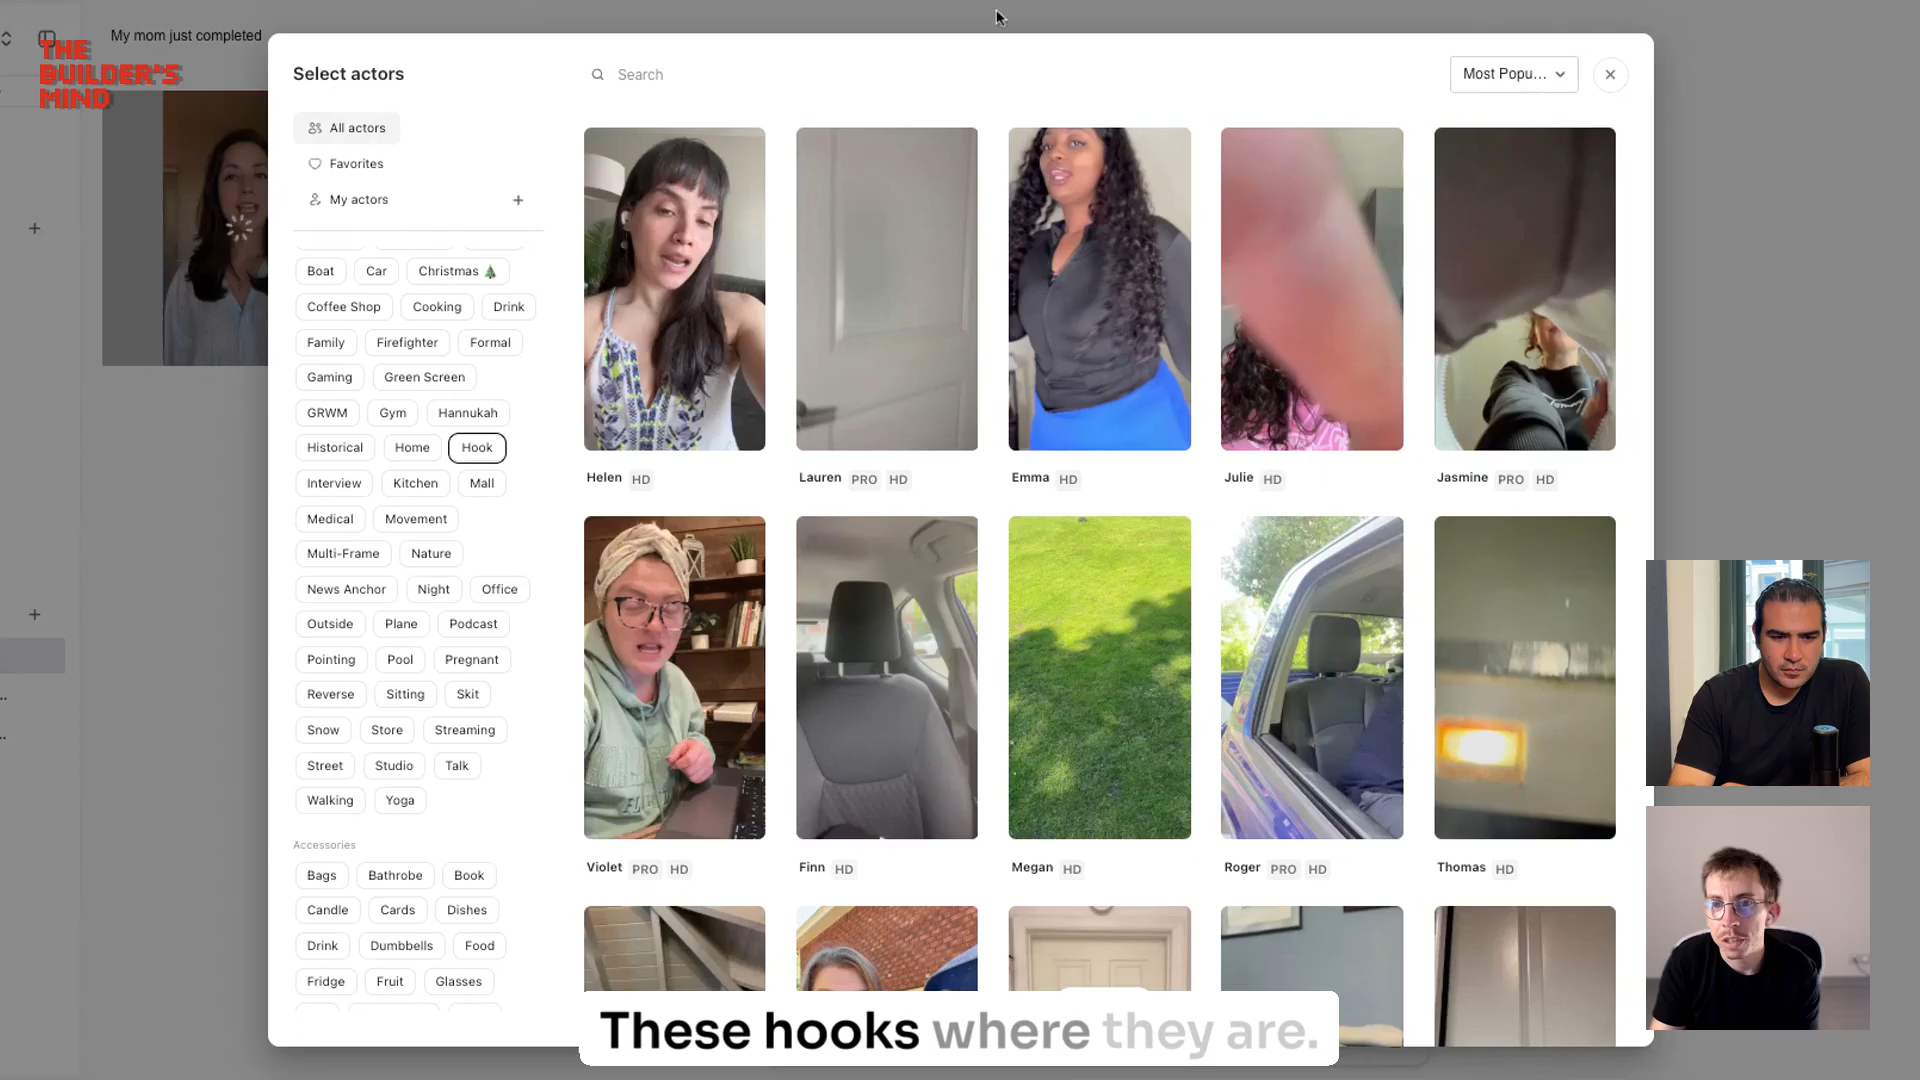 My mom just completed
THE
BUILDER'S
MIND
Select actors
Search
Most Popu...
All actors
Favorites
My actors
Boat Car Christmas 🎄
Coffee Shop Cooking Drink
Family Firefighter Formal
Gaming Green Screen
GRWM Gym Hannukah
Historical Home Hook
Interview Kitchen Mall
Medical Movement
Multi-Frame Nature
News Anchor Night Office
Outside Plane Podcast
Pointing Pool Pregnant
Reverse Sitting Skit
Snow Store Streaming
Street Studio Talk
Walking Yoga
Accessories
Bags Bathrobe Book
Candle Cards Dishes
Drink Dumbbells Food
Fridge Fruit Glasses
Helen HD
Lauren PRO HD
Emma HD
Julie HD
Jasmine PRO HD
Violet PRO HD
Finn HD
Megan HD
Roger PRO HD
Thomas HD
These hooks where they are.